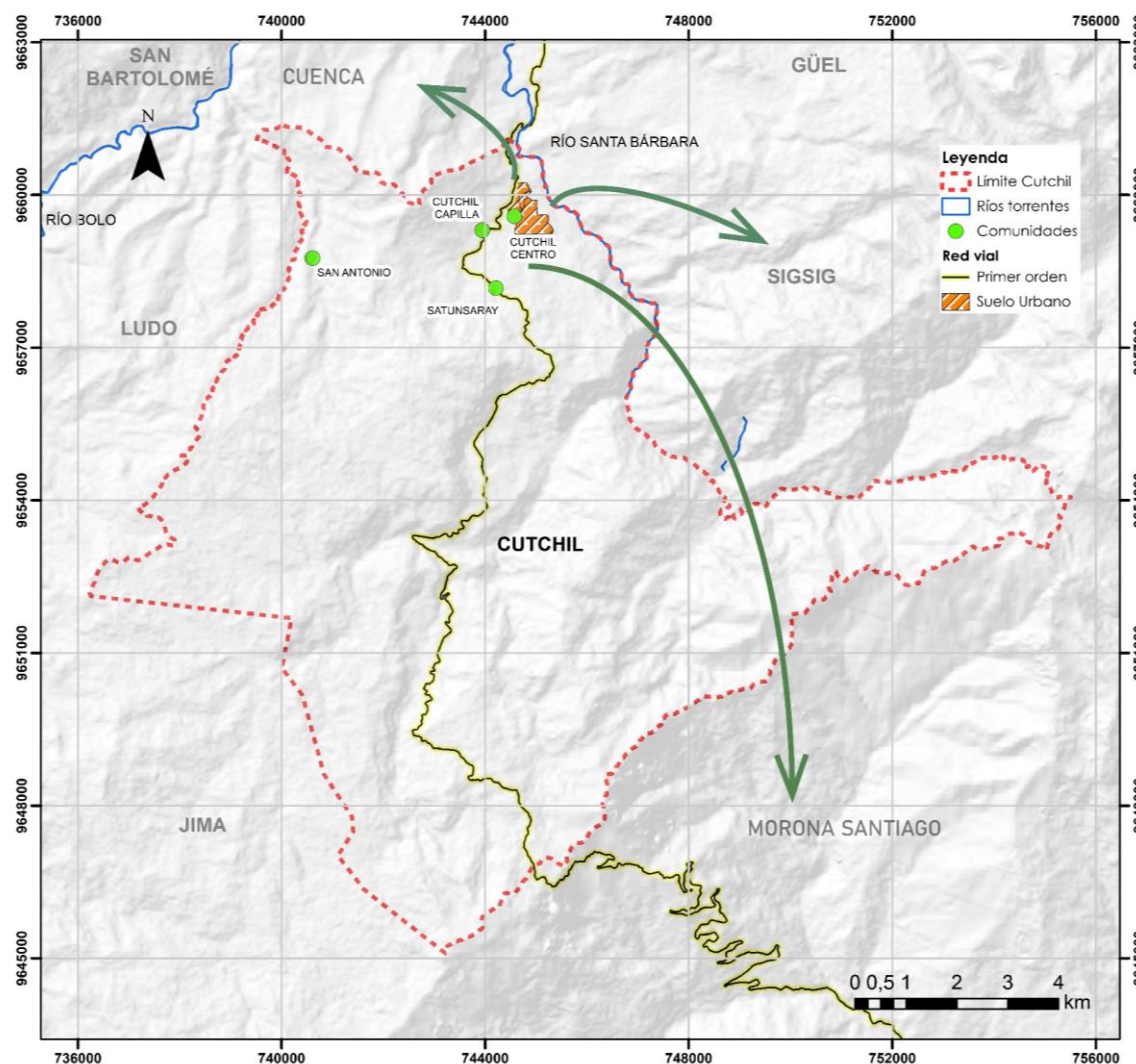 736000 740000 744000 748000 752000 756000
9663000
SAN
BARTOLOMÉ
CUENCA
GÜEL
N
RÍO SANTA BÁRBARA
Leyenda
Límite Cutchil
Ríos torrentes
Comunidades
Red vial
Primer orden
Suelo Urbano
9660000
9660000
RÍO BOLO
CUTCHIL
CAPILLA
CUTCHIL
CENTRO
SAN ANTONIO
SIGSIG
SATUNSARAY
LUDO
9657000
9657000
9654000
CUTCHIL
9651000
9648000
JIMA
MORONA SANTIAGO
9645000
0 0,5 1 2 3 4
km
736000 740000 744000 748000 752000 756000